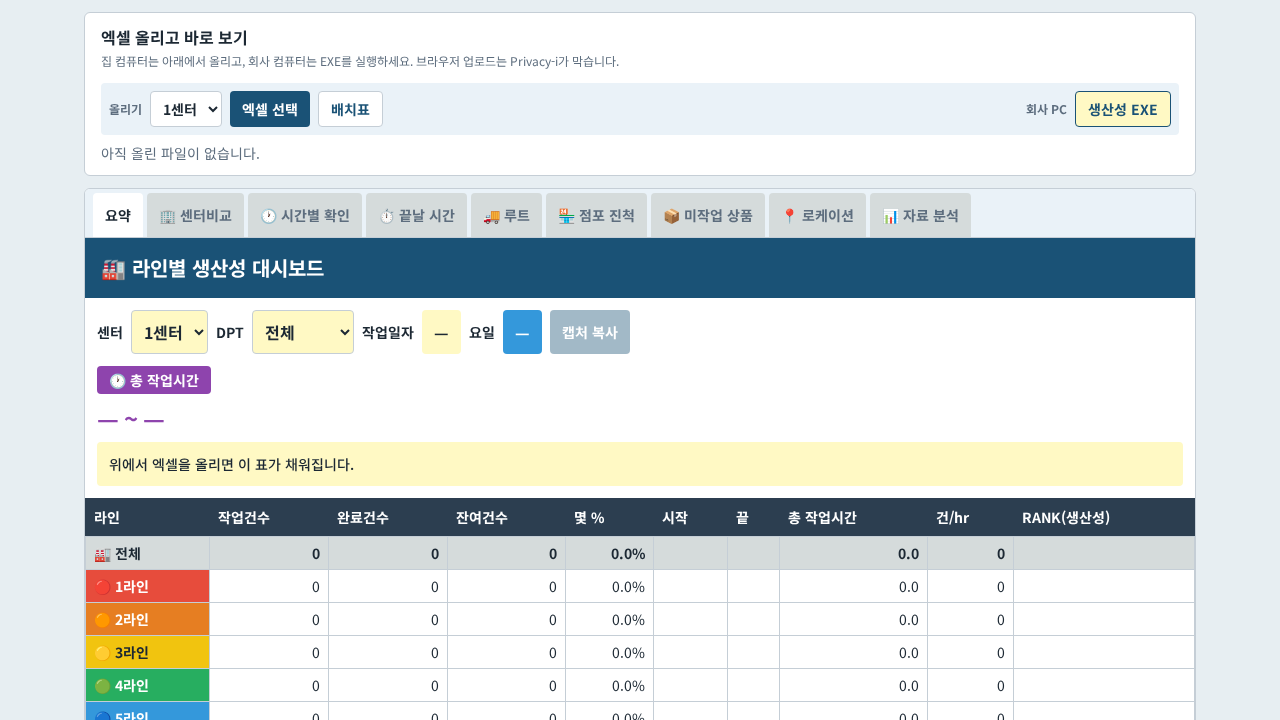 엑셀 올리고 바로 보기
집 컴퓨터는 아래에서 올리고, 회사 컴퓨터는 EXE를 실행하세요. 브라우저 업로드는 Privacy-i가 막습니다.
올리기 1센터 엑셀 선택 배치표 회사 PC 생산성 EXE
아직 올린 파일이 없습니다.
요약 센터비교 시간별 확인 끝날 시간 루트 점포 진척 미작업 상품 로케이션 자료 분석
라인별 생산성 대시보드
센터 1센터 DPT 전체 작업일자 — 요일 — 캡처 복사
총 작업시간
— ~ —
위에서 엑셀을 올리면 이 표가 채워집니다.
라인 작업건수 완료건수 잔여건수 몇 % 시작 끝 총 작업시간 건/hr RANK(생산성)
전체 0 0 0 0.0% 0.0 0
1라인 0 0 0 0.0% 0.0 0
2라인 0 0 0 0.0% 0.0 0
3라인 0 0 0 0.0% 0.0 0
4라인 0 0 0 0.0% 0.0 0
5라인 0 0 0 0.0% 0.0 0